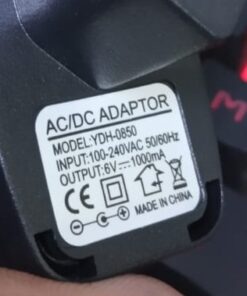 AC/DC ADAPTOR
MODEL:YDH-0850
INPUT:100-240VAC 50/60Hz
OUTPUT:6V⎓1000mA
CE
MADE IN CHINA
M